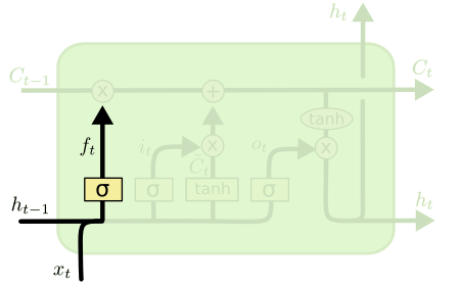 h_t
C_{t-1}
x
+
C_t
tanh
f_t
i_t
C̃_t
x
o_t
x
σ
σ
tanh
σ
h_{t-1}
h_t
x_t